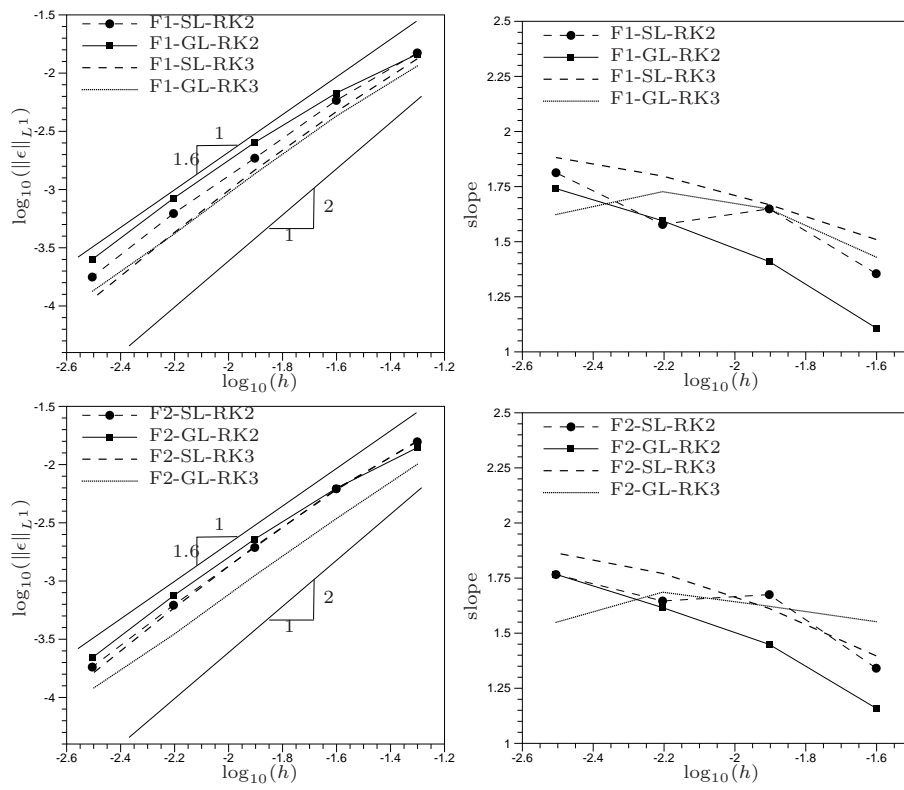 F1-SL-RK2
F1-GL-RK2
F1-SL-RK3
F1-GL-RK3
-1.5
-2
-2.5
-3
-3.5
-4
log₁₀(‖ϵ‖_{L¹})
1
1.6
2
1
-2.6 -2.4 -2.2 -2 -1.8 -1.6 -1.4 -1.2
log₁₀(h)
F1-SL-RK2
F1-GL-RK2
F1-SL-RK3
F1-GL-RK3
2.5
2.25
2
1.75
1.5
1.25
1
slope
-2.6 -2.4 -2.2 -2 -1.8 -1.6
log₁₀(h)
F2-SL-RK2
F2-GL-RK2
F2-SL-RK3
F2-GL-RK3
-1.5
-2
-2.5
-3
-3.5
-4
log₁₀(‖ϵ‖_{L¹})
1
1.6
2
1
-2.6 -2.4 -2.2 -2 -1.8 -1.6 -1.4 -1.2
log₁₀(h)
F2-SL-RK2
F2-GL-RK2
F2-SL-RK3
F2-GL-RK3
2.5
2.25
2
1.75
1.5
1.25
1
slope
-2.6 -2.4 -2.2 -2 -1.8 -1.6
log₁₀(h)